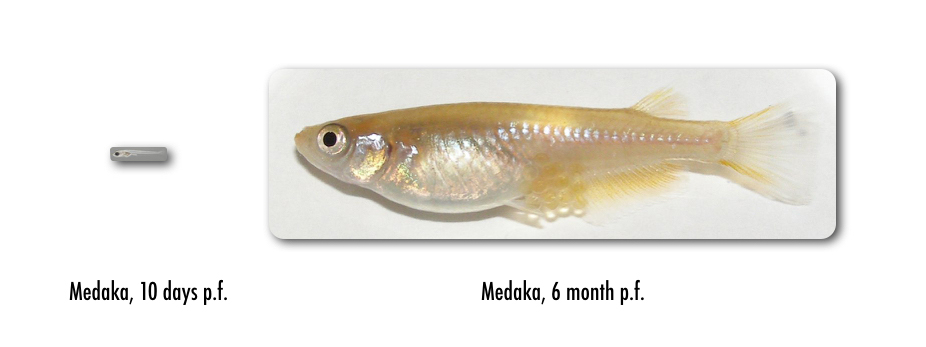 Medaka, 10 days p.f.
Medaka, 6 month p.f.